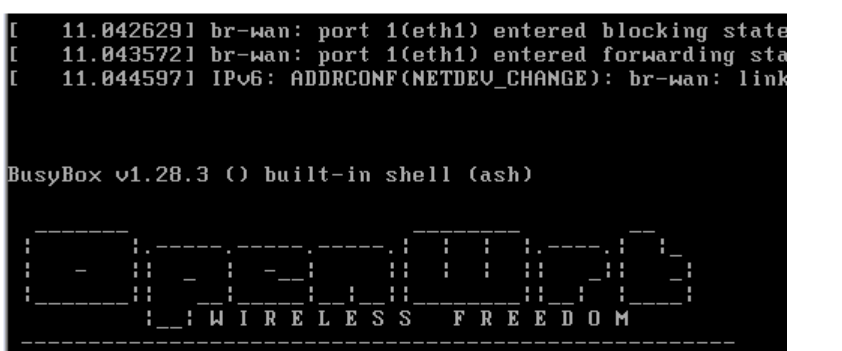 [   11.042629] br-wan: port 1(eth1) entered blocking state
[   11.043572] br-wan: port 1(eth1) entered forwarding sta
[   11.044597] IPv6: ADDRCONF(NETDEV_CHANGE): br-wan: link
BusyBox v1.28.3 () built-in shell (ash)
OpenWrt
W I R E L E S S   F R E E D O M